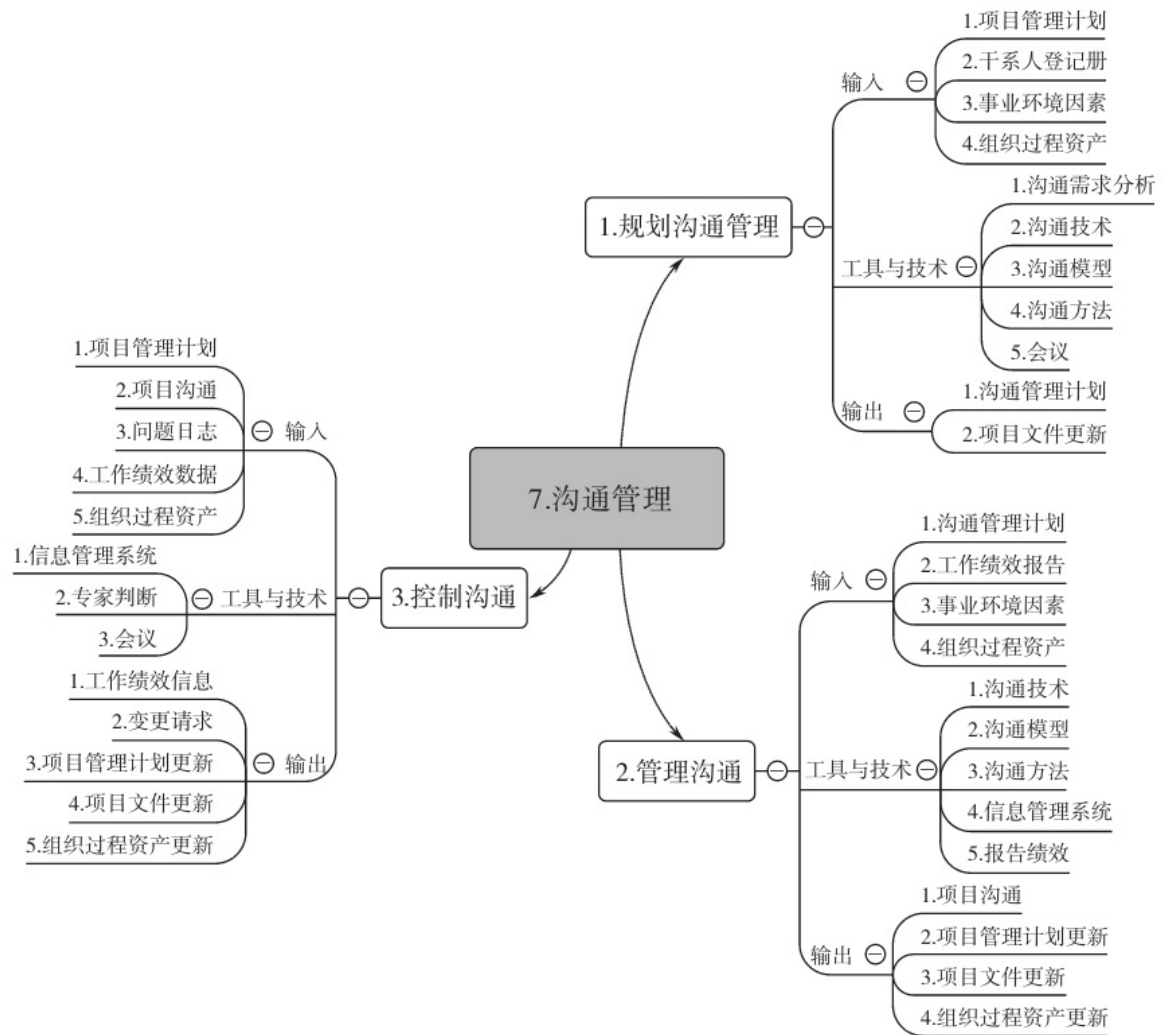 7.沟通管理
1.规划沟通管理
输入
1.项目管理计划
2.干系人登记册
3.事业环境因素
4.组织过程资产
工具与技术
1.沟通需求分析
2.沟通技术
3.沟通模型
4.沟通方法
5.会议
输出
1.沟通管理计划
2.项目文件更新
2.管理沟通
输入
1.沟通管理计划
2.工作绩效报告
3.事业环境因素
4.组织过程资产
工具与技术
1.沟通技术
2.沟通模型
3.沟通方法
4.信息管理系统
5.报告绩效
输出
1.项目沟通
2.项目管理计划更新
3.项目文件更新
4.组织过程资产更新
3.控制沟通
输入
1.项目管理计划
2.项目沟通
3.问题日志
4.工作绩效数据
5.组织过程资产
工具与技术
1.信息管理系统
2.专家判断
3.会议
输出
1.工作绩效信息
2.变更请求
3.项目管理计划更新
4.项目文件更新
5.组织过程资产更新